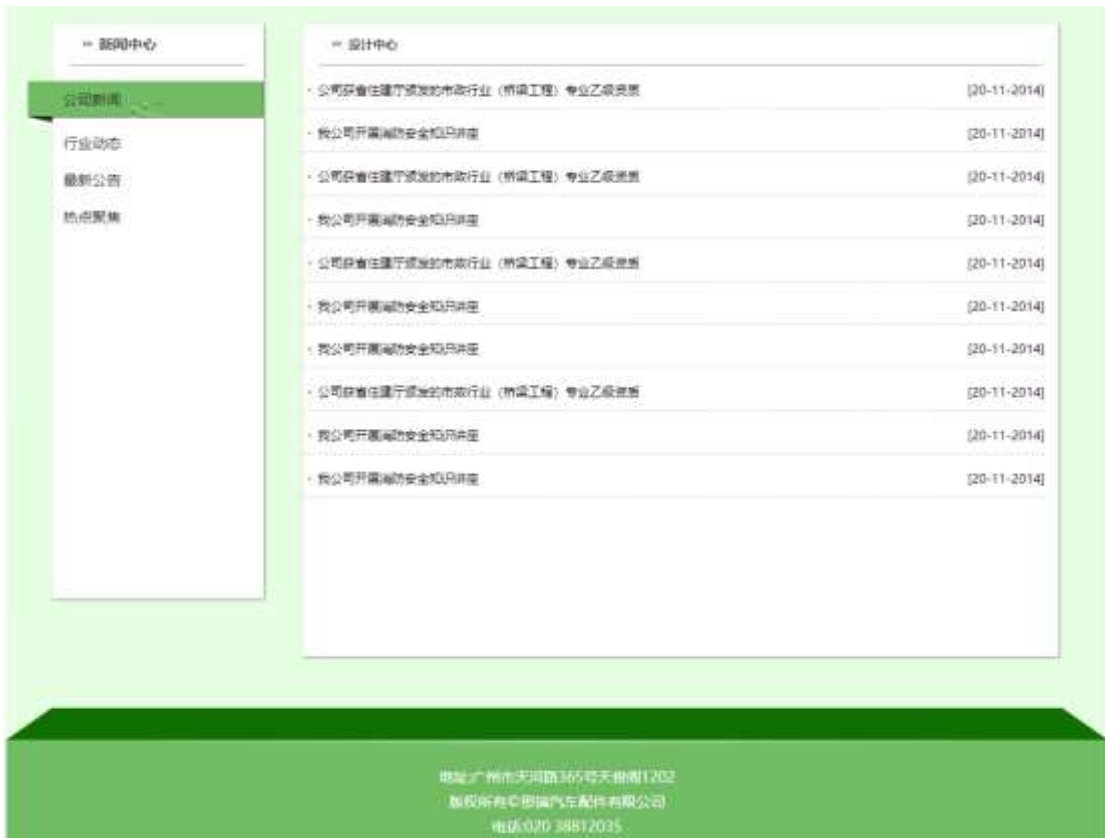 新闻中心
公司新闻
行业动态
最新公告
热点聚焦
设计中心
· 公司获省住建厅颁发的市政行业（桥梁工程）专业乙级资质 [20-11-2014]
· 我公司开展消防安全知识讲座 [20-11-2014]
· 公司获省住建厅颁发的市政行业（桥梁工程）专业乙级资质 [20-11-2014]
· 我公司开展消防安全知识讲座 [20-11-2014]
· 公司获省住建厅颁发的市政行业（桥梁工程）专业乙级资质 [20-11-2014]
· 我公司开展消防安全知识讲座 [20-11-2014]
· 我公司开展消防安全知识讲座 [20-11-2014]
· 公司获省住建厅颁发的市政行业（桥梁工程）专业乙级资质 [20-11-2014]
· 我公司开展消防安全知识讲座 [20-11-2014]
· 我公司开展消防安全知识讲座 [20-11-2014]
地址:广州市天河路365号天俊阁1202
版权所有© 汽车配件有限公司
电话:020 38812035